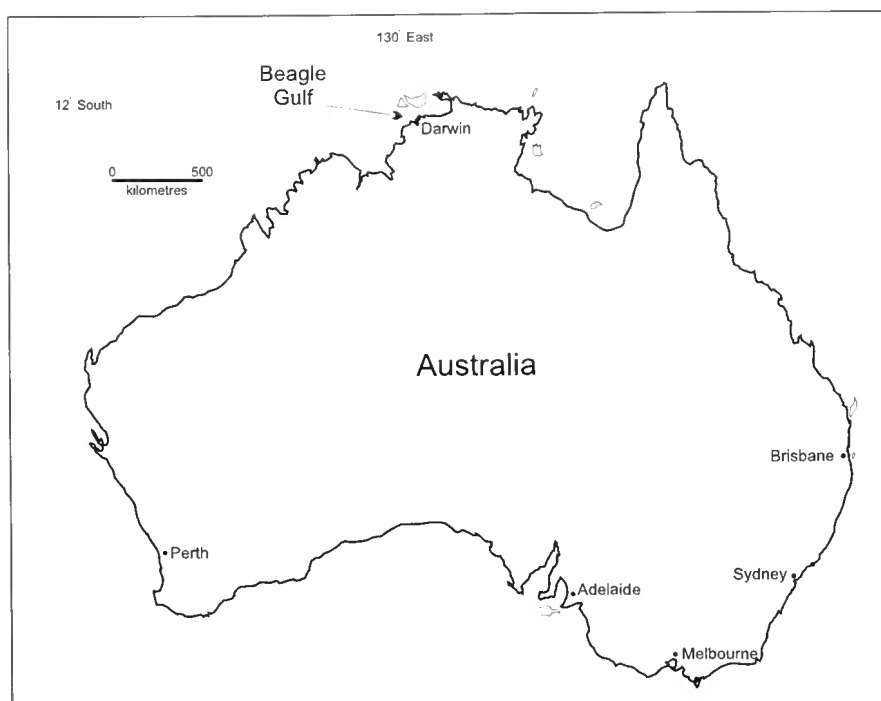 130° East
Beagle
Gulf
12° South
Darwin
0 500
kilometres
Australia
Brisbane
Perth
Sydney
Adelaide
Melbourne